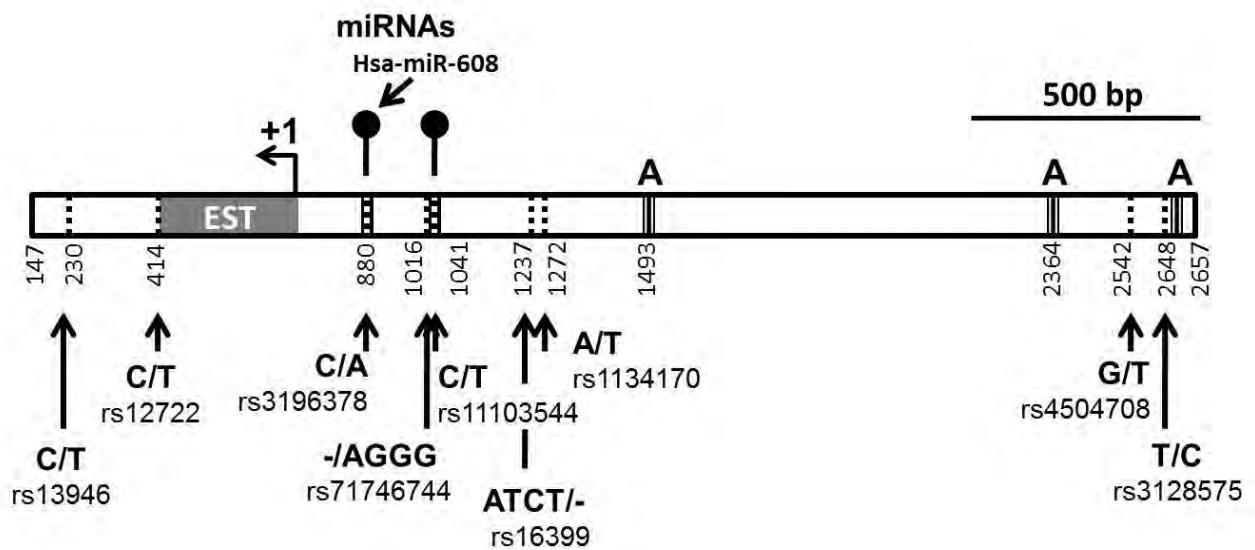 miRNAs
Hsa-miR-608
500 bp
+1
A
A
A
EST
147
230
414
880
1016
1041
1237
1272
1493
2364
2542
2648
2657
C/T
rs13946
C/T
rs12722
C/A
rs3196378
-/AGGG
rs71746744
C/T
rs11103544
ATCT/-
rs16399
A/T
rs1134170
G/T
rs4504708
T/C
rs3128575